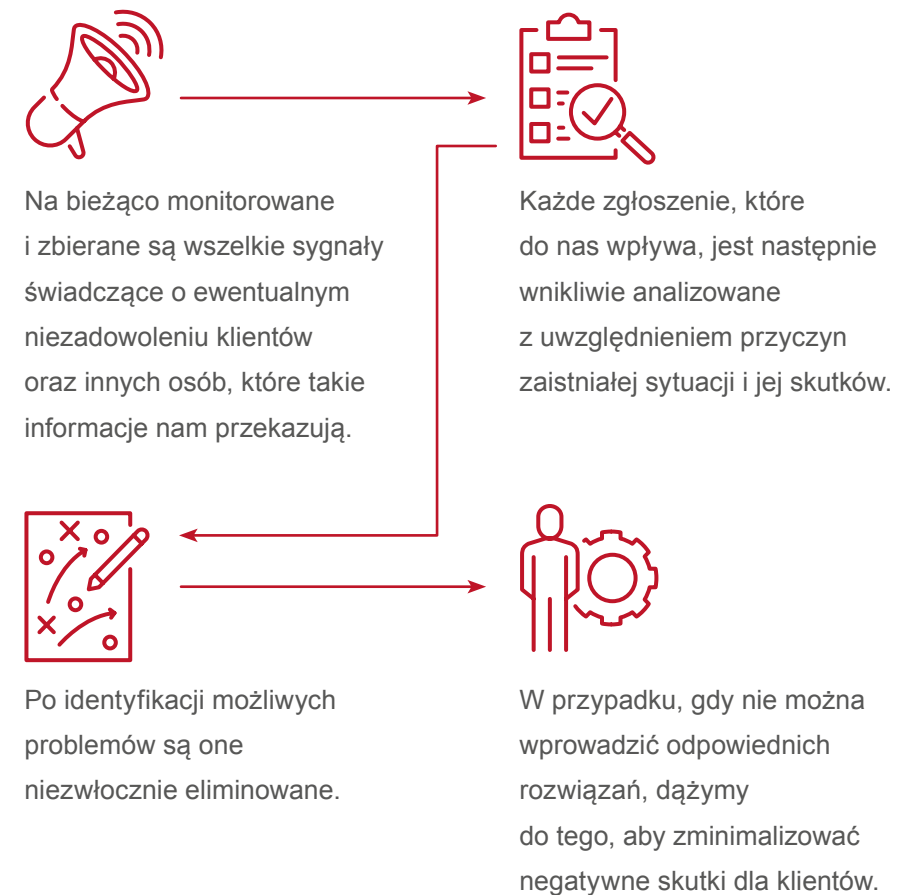 Na bieżąco monitorowane
i zbierane są wszelkie sygnały
świadczące o ewentualnym
niezadowoleniu klientów
oraz innych osób, które takie
informacje nam przekazują.
Każde zgłoszenie, które
do nas wpływa, jest następnie
wnikliwie analizowane
z uwzględnieniem przyczyn
zaistniałej sytuacji i jej skutków.
Po identyfikacji możliwych
problemów są one
niezwłocznie eliminowane.
W przypadku, gdy nie można
wprowadzić odpowiednich
rozwiązań, dążymy
do tego, aby zminimalizować
negatywne skutki dla klientów.